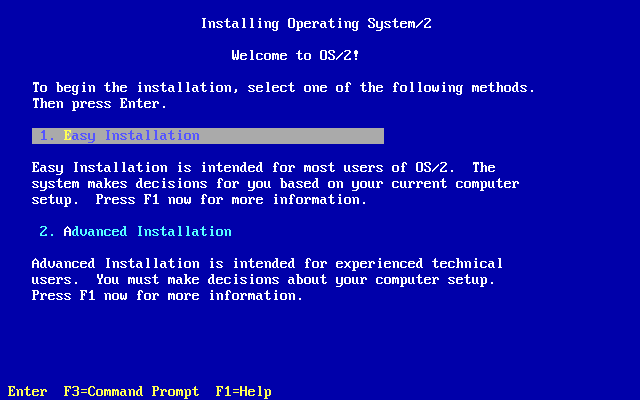 Installing Operating System/2
Welcome to OS/2!
To begin the installation, select one of the following methods.
Then press Enter.
1. Easy Installation
Easy Installation is intended for most users of OS/2.  The
system makes decisions for you based on your current computer
setup.  Press F1 now for more information.
2. Advanced Installation
Advanced Installation is intended for experienced technical
users.  You must make decisions about your computer setup.
Press F1 now for more information.
Enter  F3=Command Prompt  F1=Help